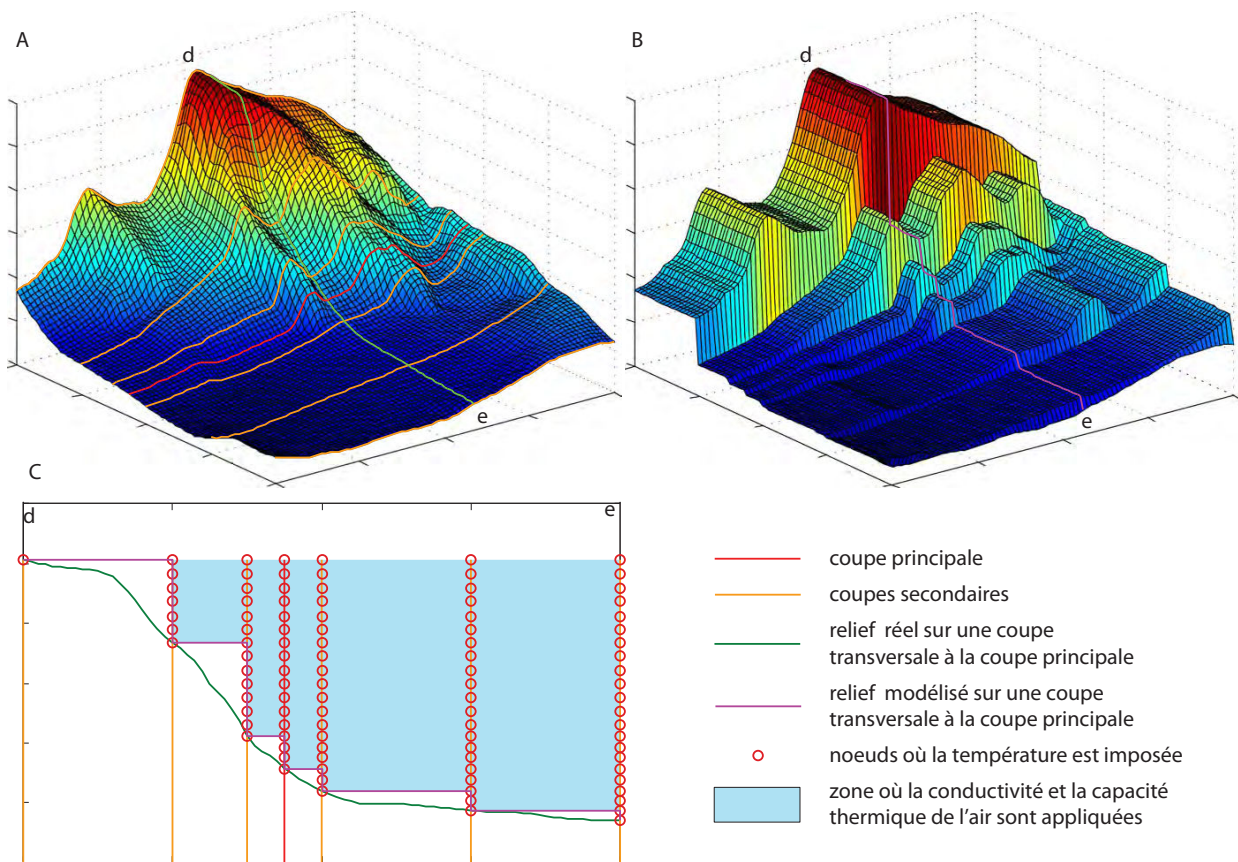 A
d
e
B
d
e
C
d
e
coupe principale
coupes secondaires
relief réel sur une coupe
transversale à la coupe principale
relief modélisé sur une coupe
transversale à la coupe principale
noeuds où la température est imposée
zone où la conductivité et la capacité
thermique de l'air sont appliquées